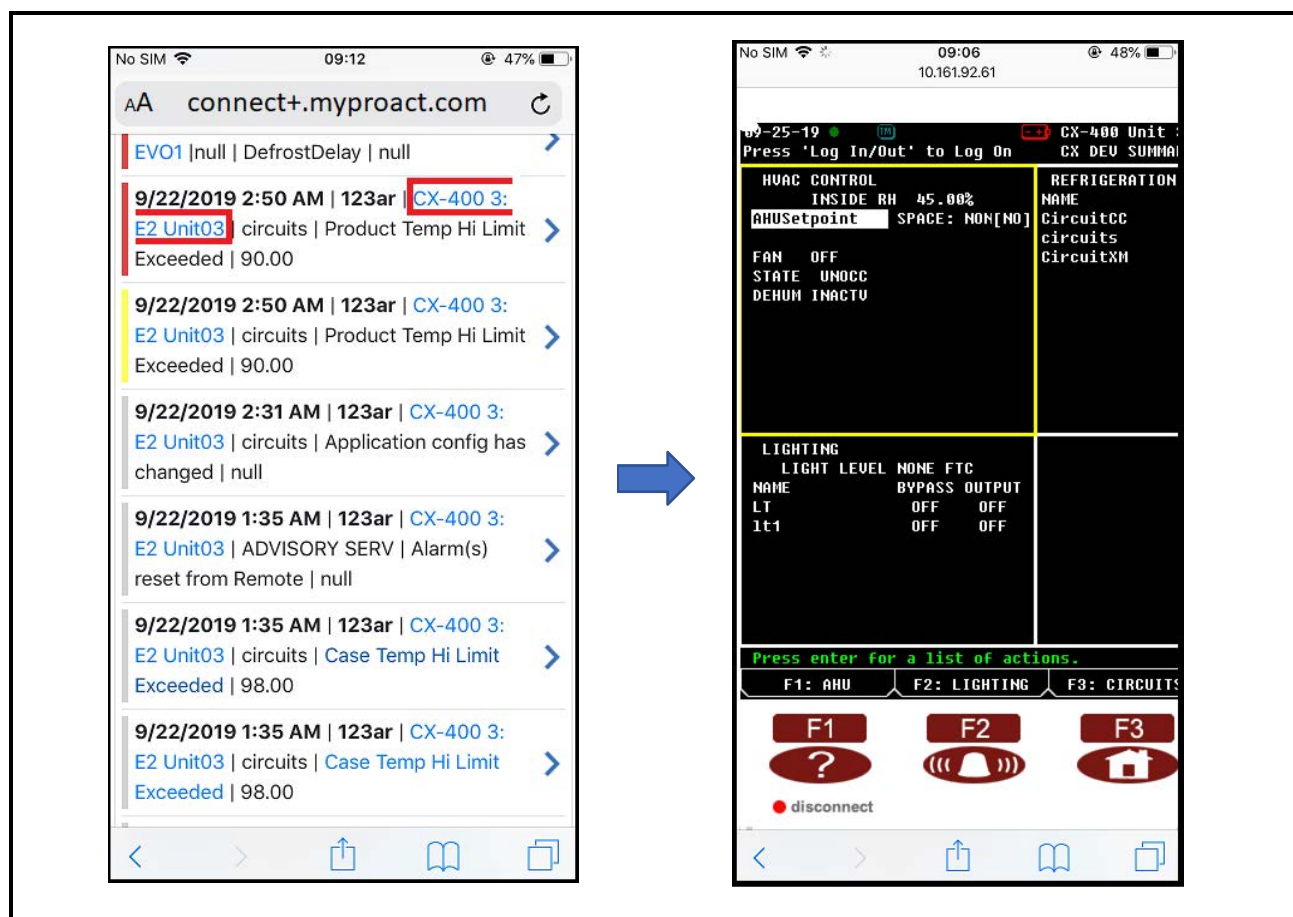 No SIM 09:12 47%
AA connect+.myproact.com
EVO1 |null | DefrostDelay | null
9/22/2019 2:50 AM | 123ar | CX-400 3:
E2 Unit03 | circuits | Product Temp Hi Limit
Exceeded | 90.00
9/22/2019 2:50 AM | 123ar | CX-400 3:
E2 Unit03 | circuits | Product Temp Hi Limit
Exceeded | 90.00
9/22/2019 2:31 AM | 123ar | CX-400 3:
E2 Unit03 | circuits | Application config has
changed | null
9/22/2019 1:35 AM | 123ar | CX-400 3:
E2 Unit03 | ADVISORY SERV | Alarm(s)
reset from Remote | null
9/22/2019 1:35 AM | 123ar | CX-400 3:
E2 Unit03 | circuits | Case Temp Hi Limit
Exceeded | 98.00
9/22/2019 1:35 AM | 123ar | CX-400 3:
E2 Unit03 | circuits | Case Temp Hi Limit
Exceeded | 98.00
No SIM 09:06 48%
10.161.92.61
09-25-19 TM CX-400 Unit
Press 'Log In/Out' to Log On CX DEV SUMMA
HVAC CONTROL REFRIGERATION
INSIDE RH 45.00% NAME
AHUSetpoint SPACE: NON[NO] CircuitCC
circuits
FAN OFF CircuitXM
STATE UNOCC
DEHUM INACTV
LIGHTING
LIGHT LEVEL NONE FTC
NAME BYPASS OUTPUT
LT OFF OFF
lt1 OFF OFF
Press enter for a list of actions.
F1: AHU F2: LIGHTING F3: CIRCUITS
F1 F2 F3
?
disconnect